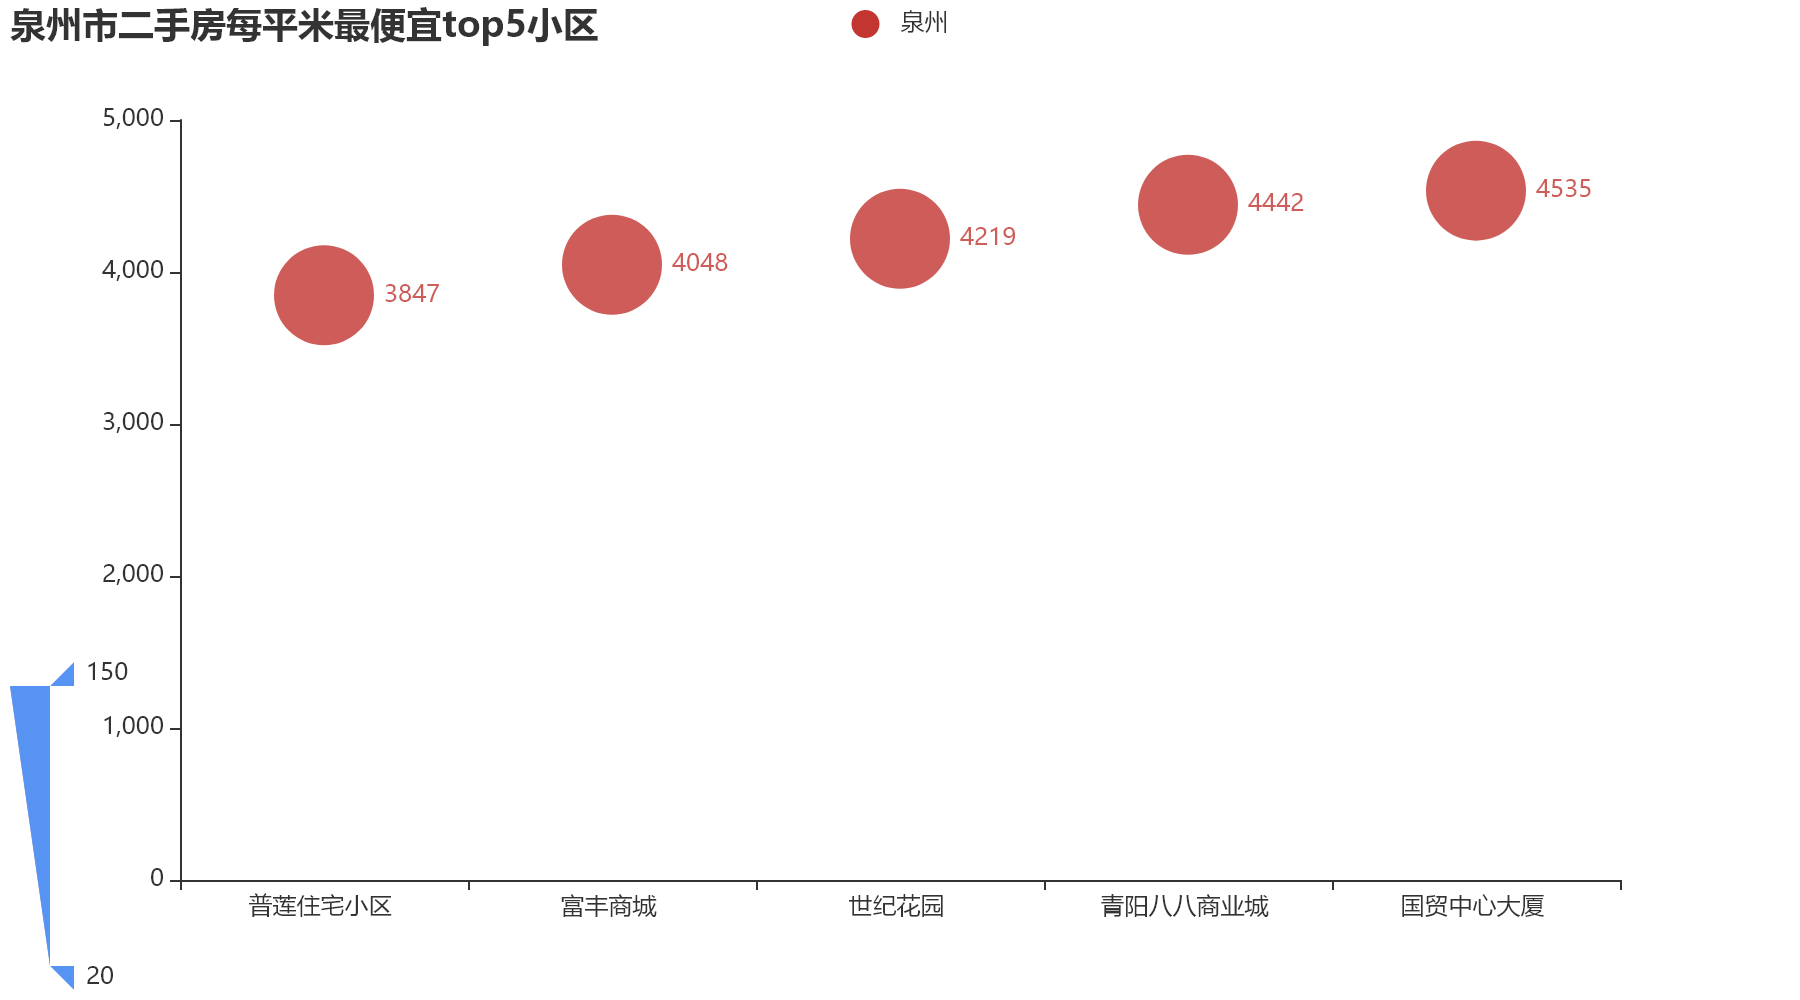 泉州市二手房每平米最便宜top5小区
泉州
5,000
4,000
3,000
2,000
1,000
0
3847
4048
4219
4442
4535
普莲住宅小区
富丰商城
世纪花园
青阳八八商业城
国贸中心大厦
150
20